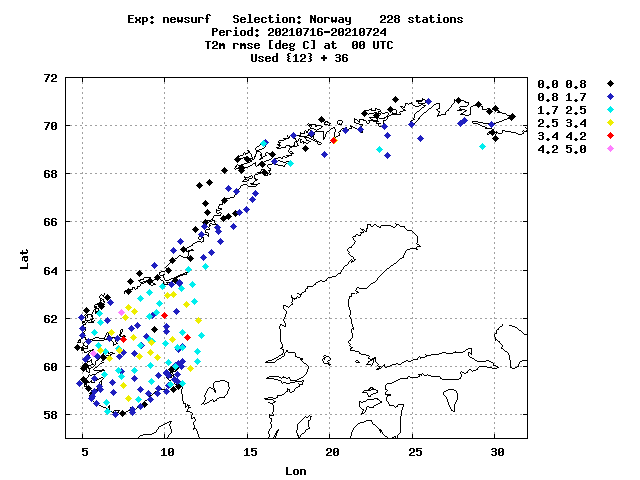 Exp: newsurf   Selection: Norway    228 stations
Period: 20210716-20210724
T2m rmse [deg C] at  00 UTC
Used {12} + 36
72
70
68
66
64
62
60
58
Lat
5 10 15 20 25 30
Lon
0.0 0.8
0.8 1.7
1.7 2.5
2.5 3.4
3.4 4.2
4.2 5.0